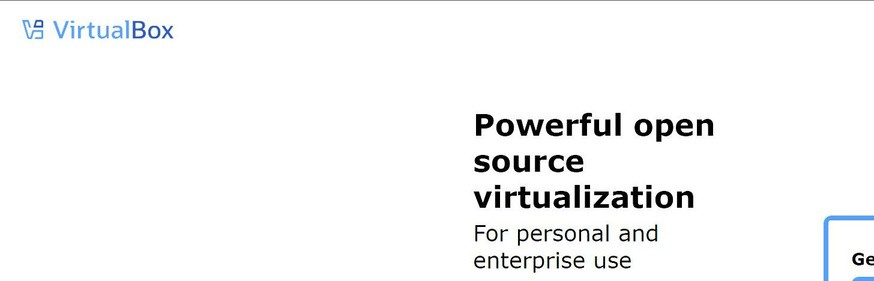 VirtualBox
Powerful open
source
virtualization
For personal and
enterprise use